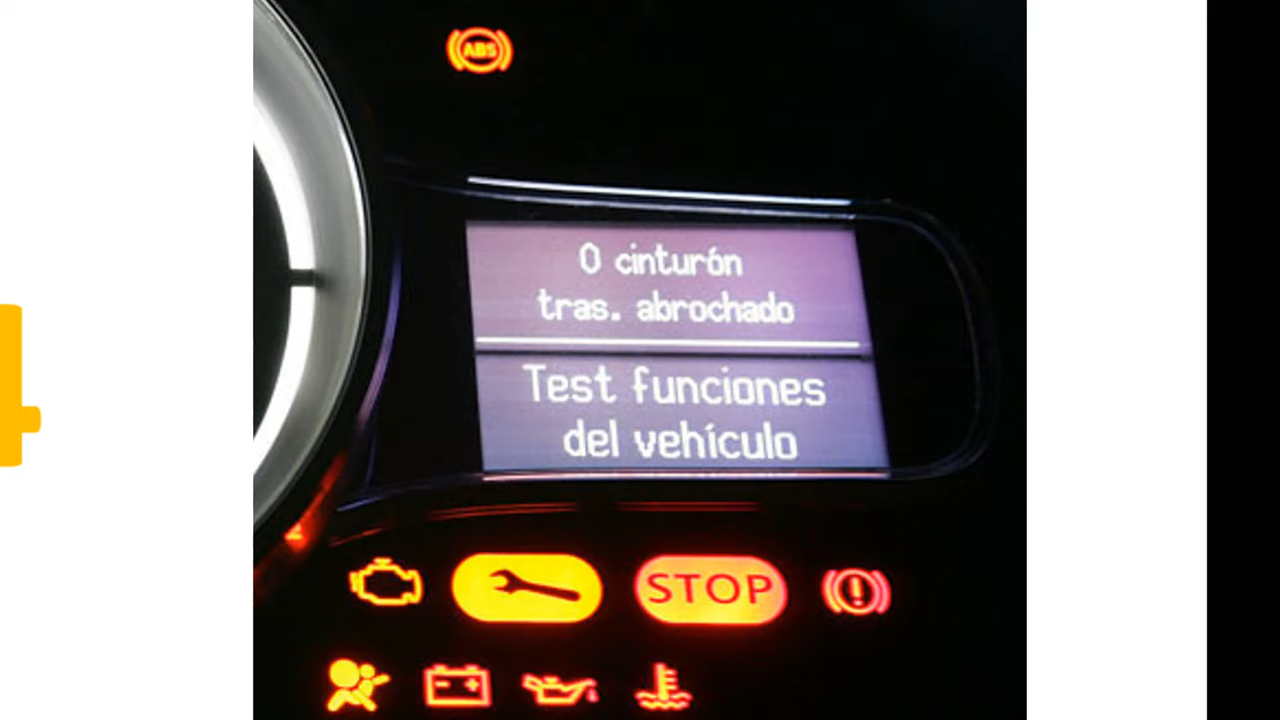 ABS
0 cinturón
tras. abrochado
Test funciones
del vehículo
STOP